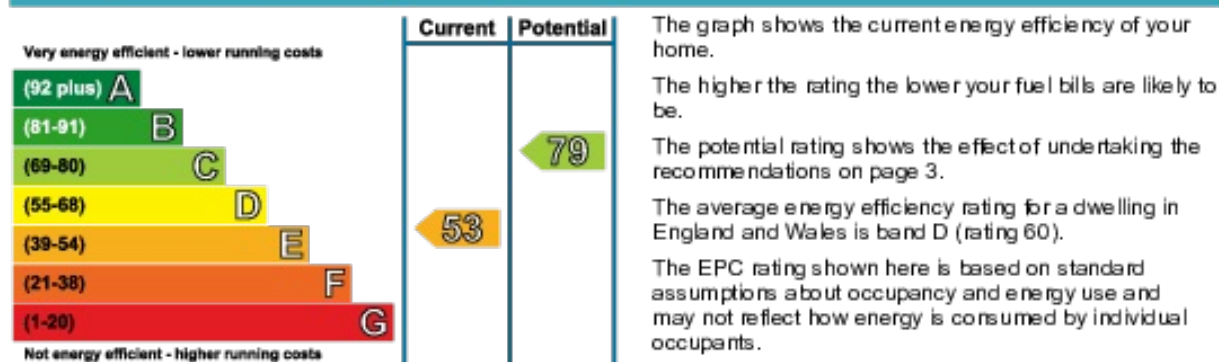 Current Potential
Very energy efficient - lower running costs
(92 plus) A
(81-91) B
(69-80) C
79
(55-68) D
(39-54) E
53
(21-38) F
(1-20) G
Not energy efficient - higher running costs
The graph shows the current energy efficiency of your
home.
The higher the rating the lower your fuel bills are likely to
be.
The potential rating shows the effect of undertaking the
recommendations on page 3.
The average energy efficiency rating for a dwelling in
England and Wales is band D (rating 60).
The EPC rating shown here is based on standard
assumptions about occupancy and energy use and
may not reflect how energy is consumed by individual
occupants.